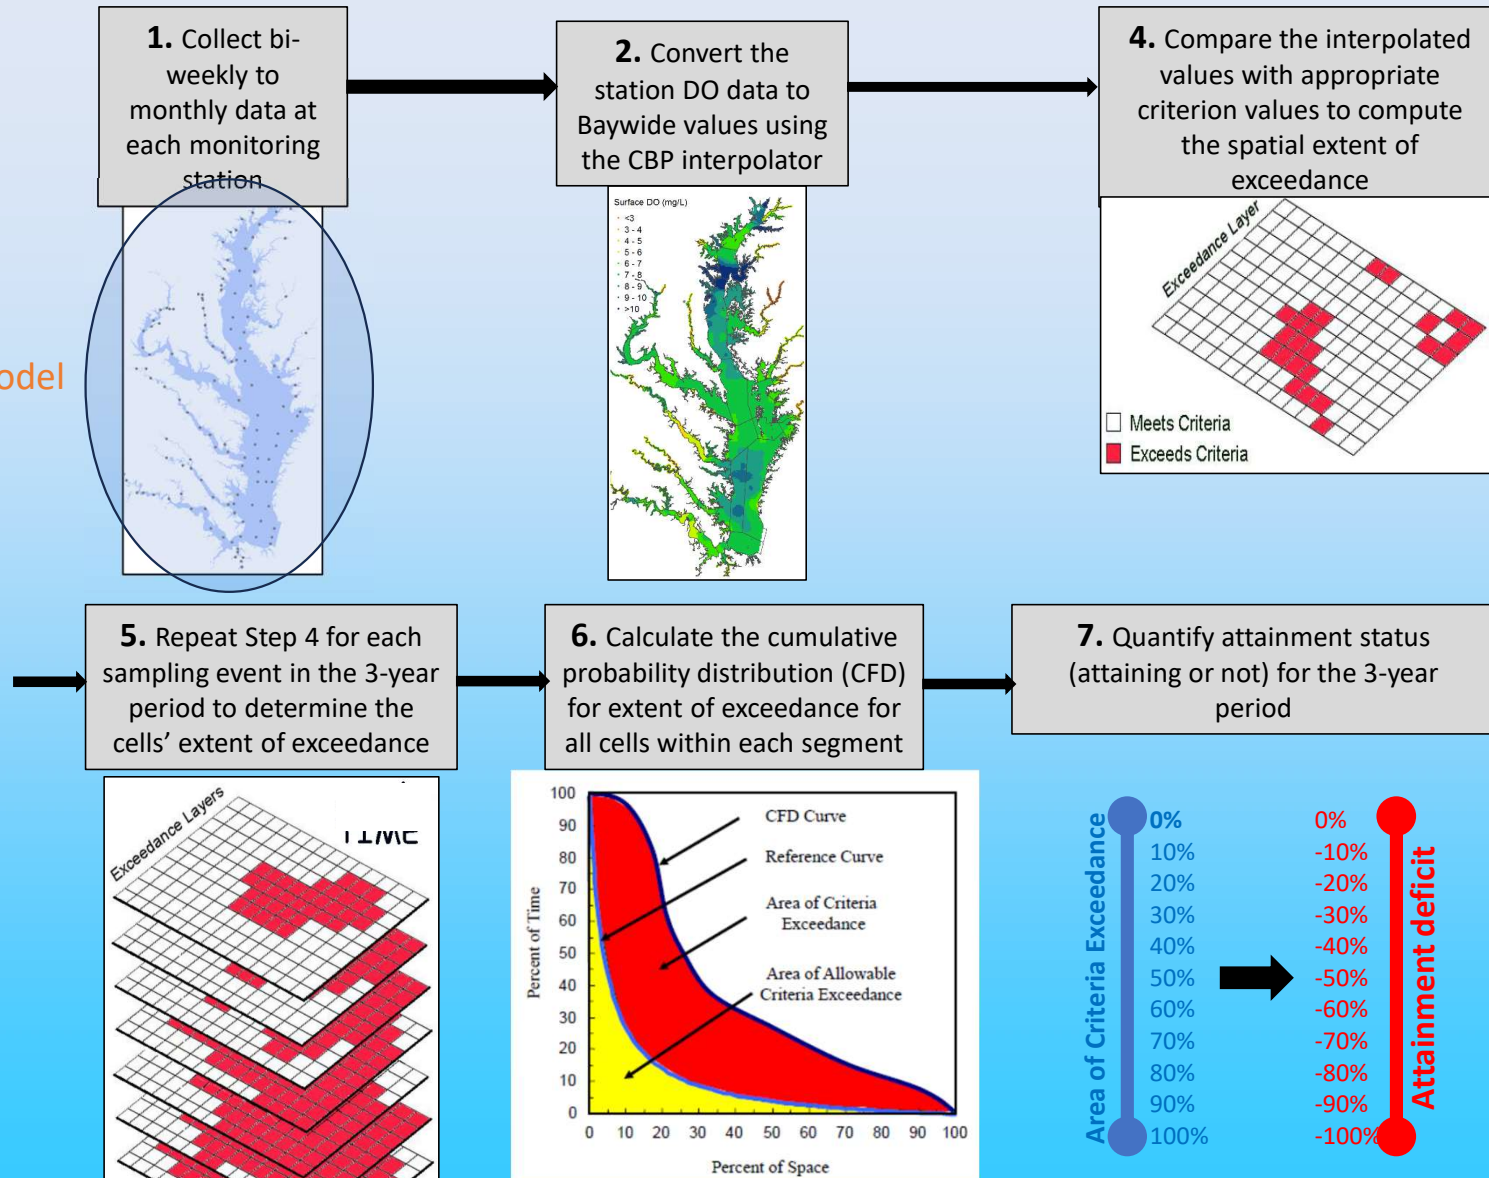 1. Collect bi-
weekly to
monthly data at
each monitoring
station
2. Convert the
station DO data to
Baywide values using
the CBP interpolator
4. Compare the interpolated
values with appropriate
criterion values to compute
the spatial extent of
exceedance
Surface DO (mg/L)
<3
3 - 4
4 - 5
5 - 6
6 - 7
7 - 8
8 - 9
9 - 10
>10
Exceedance Layer
Meets Criteria
Exceeds Criteria
5. Repeat Step 4 for each
sampling event in the 3-year
period to determine the
cells' extent of exceedance
6. Calculate the cumulative
probability distribution (CFD)
for extent of exceedance for
all cells within each segment
7. Quantify attainment status
(attaining or not) for the 3-year
period
Exceedance Layers
TIME
Percent of Time
100
90
80
70
60
50
40
30
20
10
0
CFD Curve
Reference Curve
Area of Criteria
Exceedance
Area of Allowable
Criteria Exceedance
0 10 20 30 40 50 60 70 80 90 100
Percent of Space
Area of Criteria Exceedance
0%
10%
20%
30%
40%
50%
60%
70%
80%
90%
100%
0%
-10%
-20%
-30%
-40%
-50%
-60%
-70%
-80%
-90%
-100%
Attainment deficit